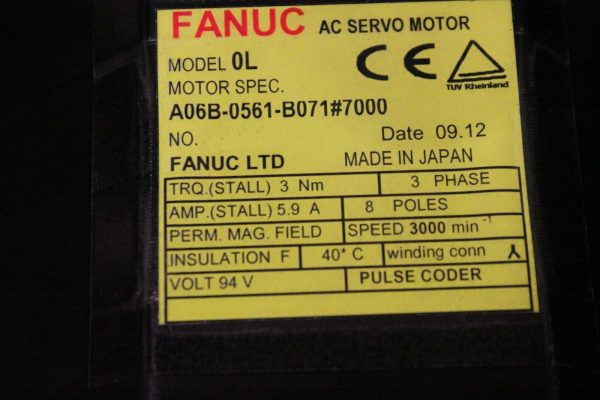 FANUC AC SERVO MOTOR
MODEL 0L
MOTOR SPEC.
A06B-0561-B071#7000
CE
TUV Rheinland
NO. Date 09.12
FANUC LTD MADE IN JAPAN
TRQ.(STALL) 3 Nm 3 PHASE
AMP.(STALL) 5.9 A 8 POLES
PERM. MAG. FIELD SPEED 3000 min⁻¹
INSULATION F 40° C winding conn ⅄
VOLT 94 V PULSE CODER